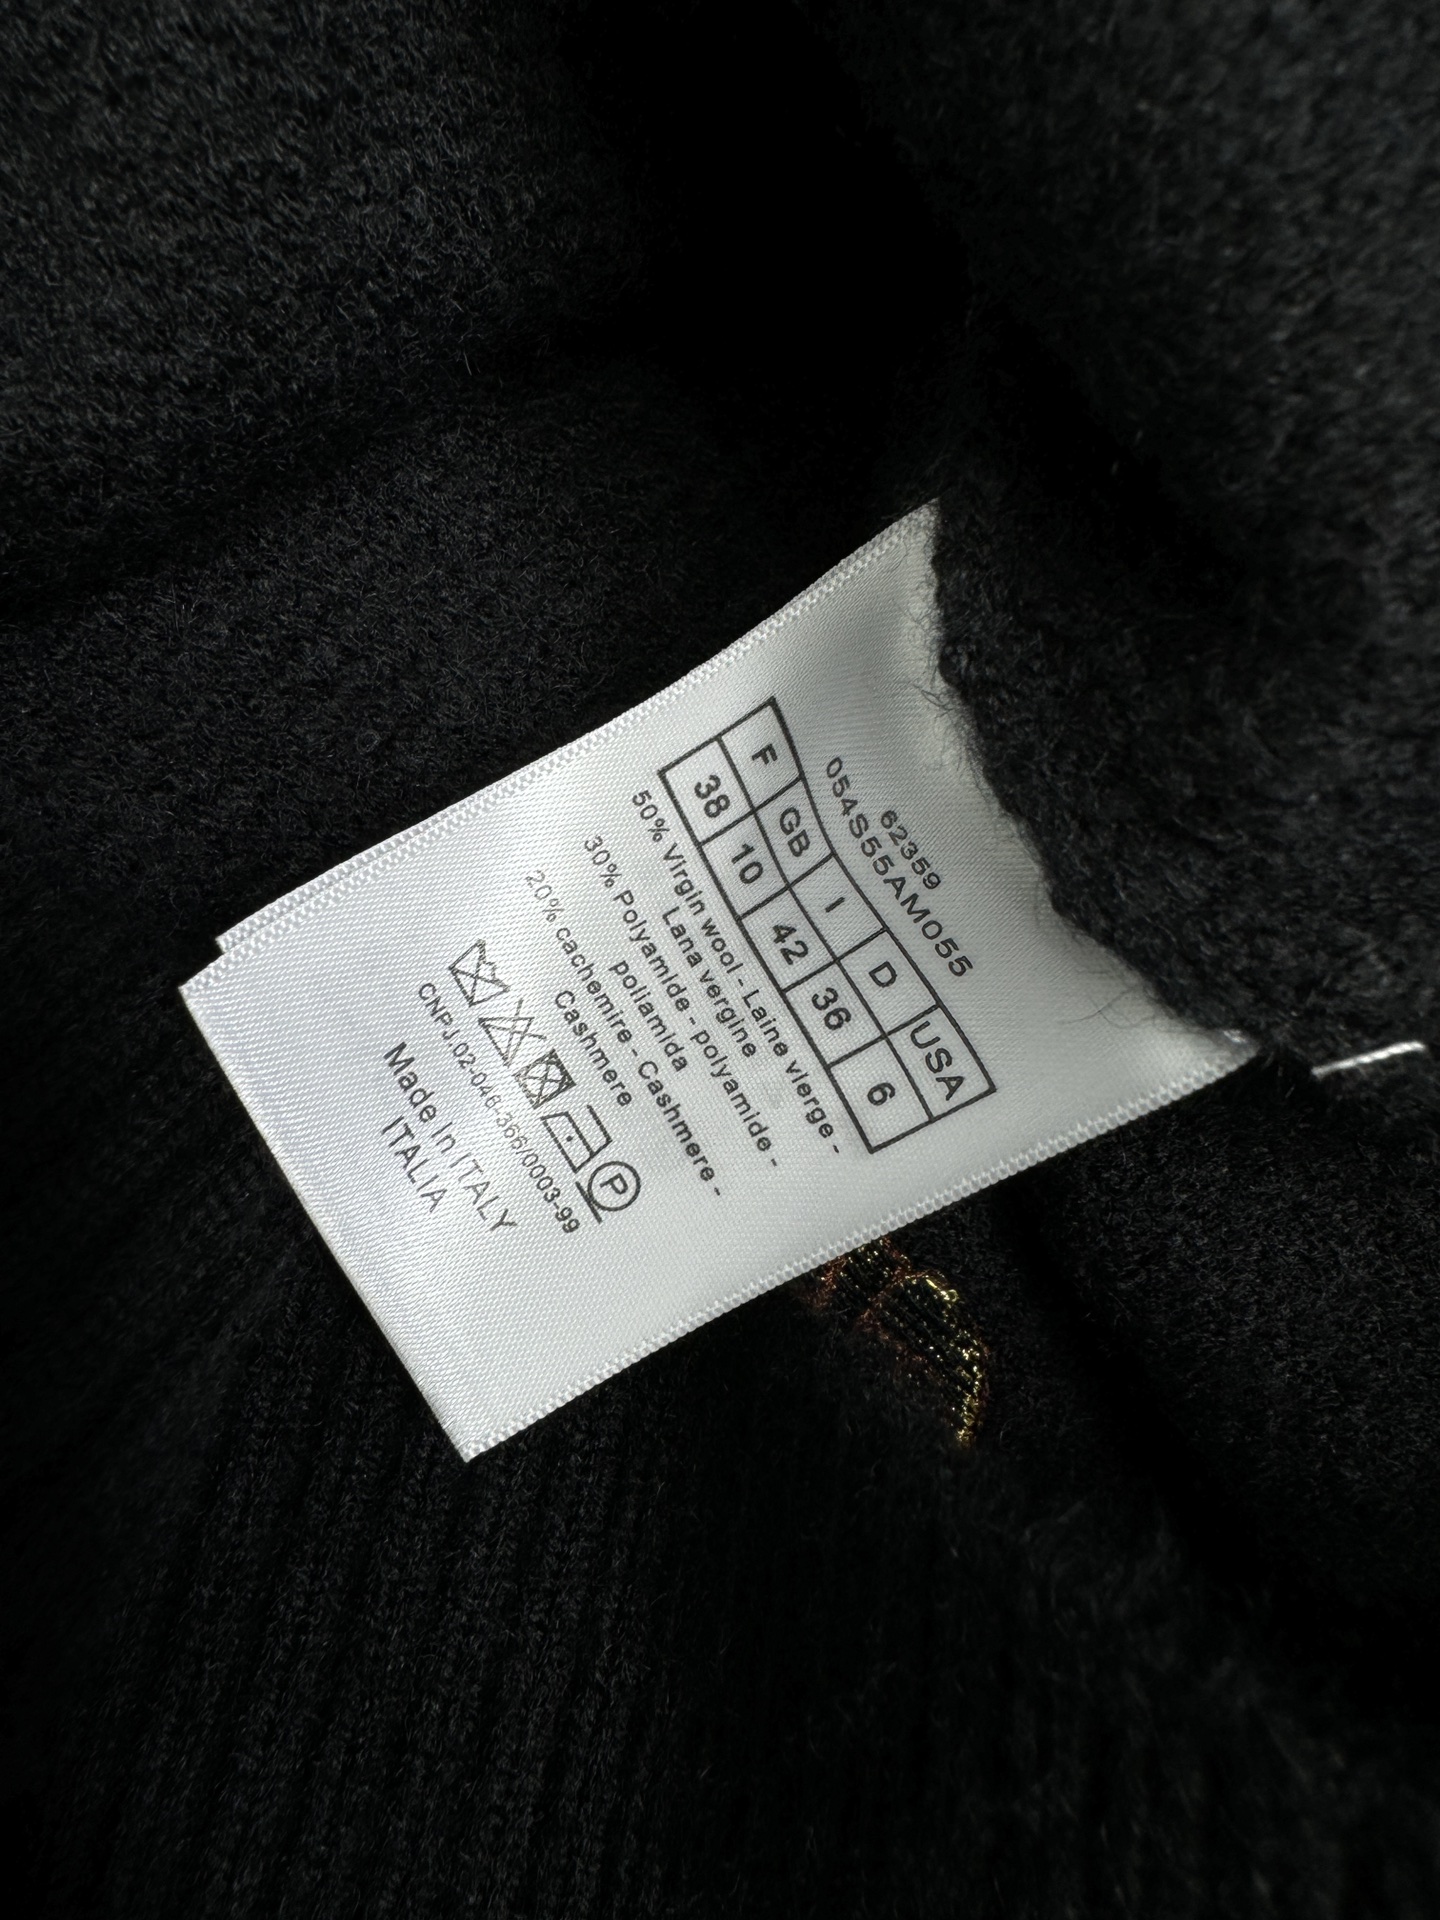 62359
054S55AM055
F GB I D USA
38 10 42 36 6
50% Virgin wool - Laine vierge -
Lana vergine
30% Polyamide - polyamide -
poliamida
20% cachemire - Cashmere -
Cashmere
P
CNPJ.02-046-366/0003-99
Made in ITALY
ITALIA